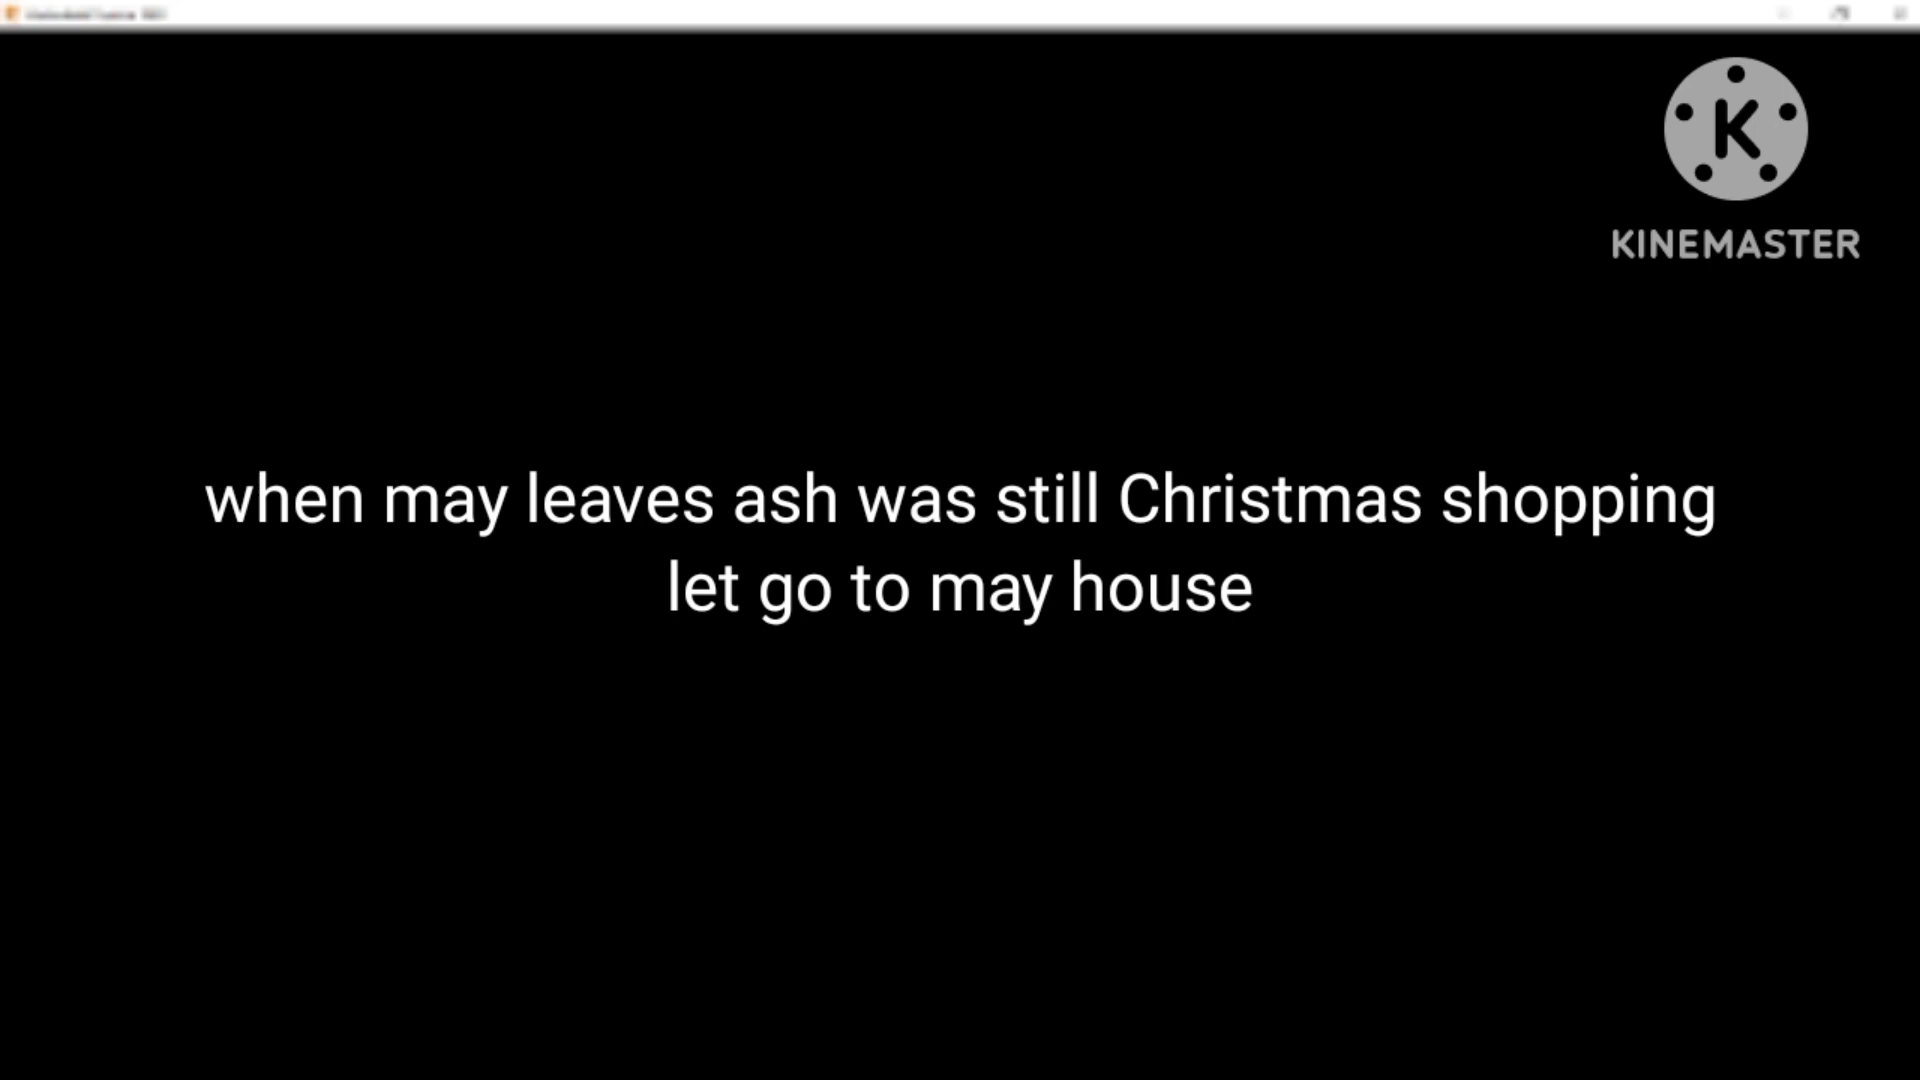 K
KINEMASTER
when may leaves ash was still Christmas shopping
let go to may house